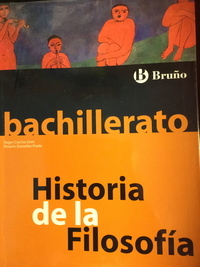 Bruño
bachillerato
Historia
de la
Filosofía